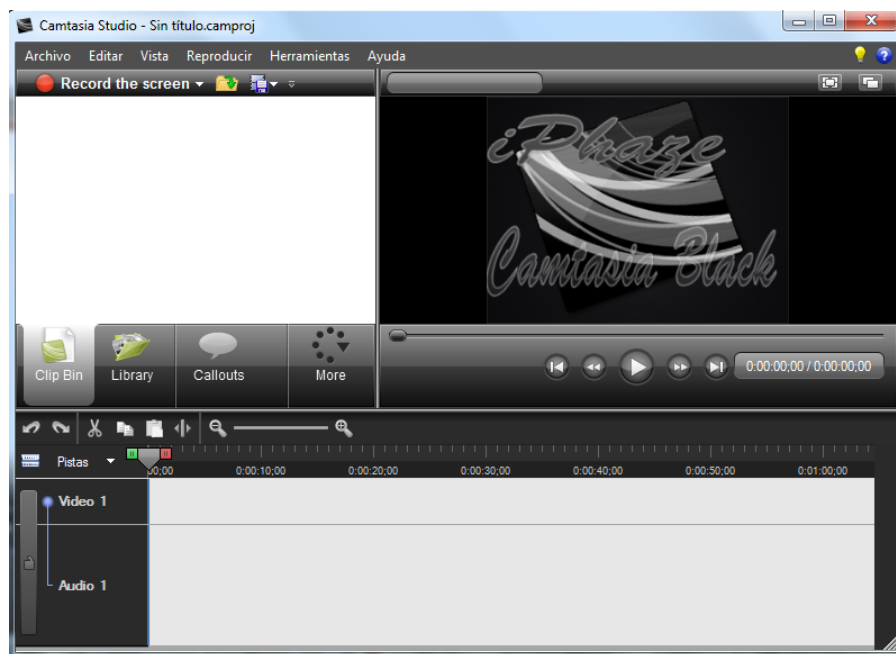 Camtasia Studio - Sin título.camproj
Archivo Editar Vista Reproducir Herramientas Ayuda
Record the screen
iPhaze
Camtasia Black
Clip Bin Library Callouts More
0:00:00;00 / 0:00:00;00
Pistas
00;00 0:00:10;00 0:00:20;00 0:00:30;00 0:00:40;00 0:00:50;00 0:01:00;00
Video 1
Audio 1